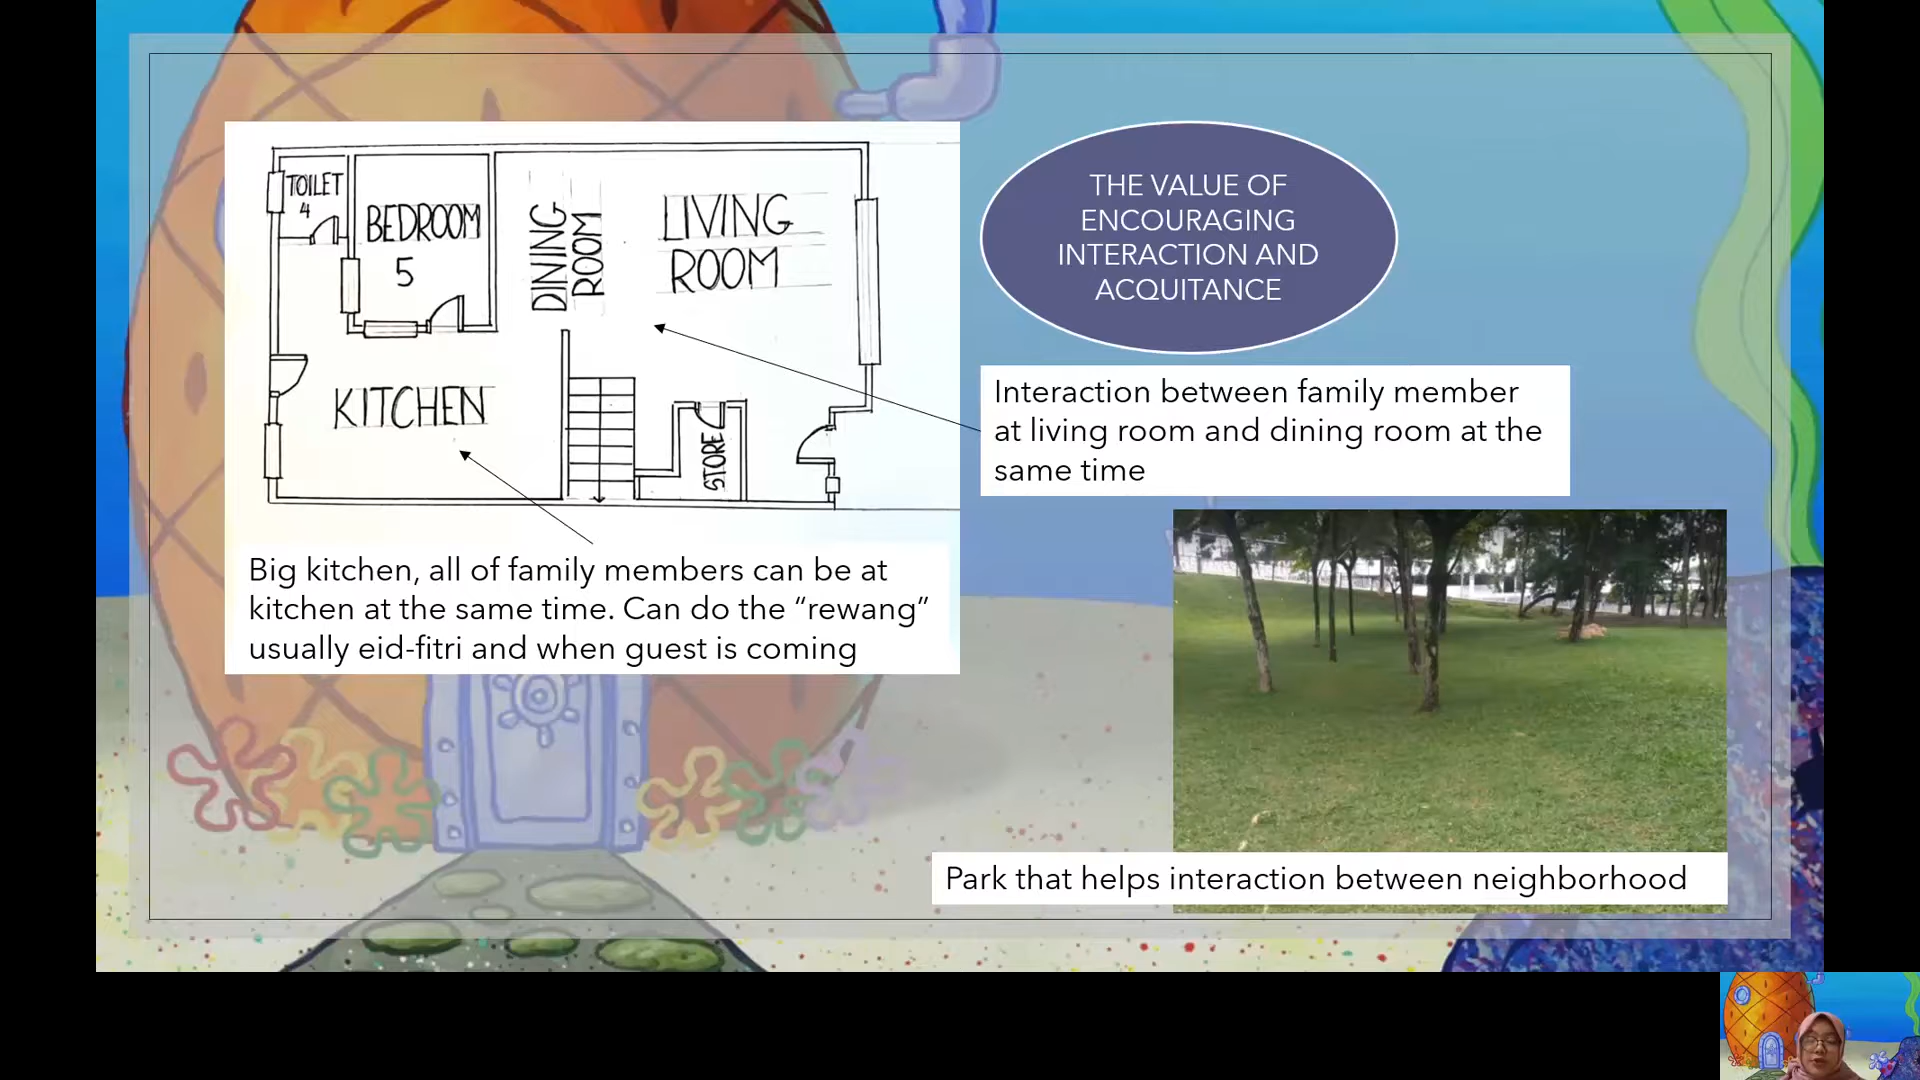 TOILET
4
BEDROOM
5
DINING
ROOM
LIVING
ROOM
KITCHEN
STORE
THE VALUE OF
ENCOURAGING
INTERACTION AND
ACQUITANCE
Interaction between family member
at living room and dining room at the
same time
Big kitchen, all of family members can be at
kitchen at the same time. Can do the “rewang”
usually eid-fitri and when guest is coming
Park that helps interaction between neighborhood